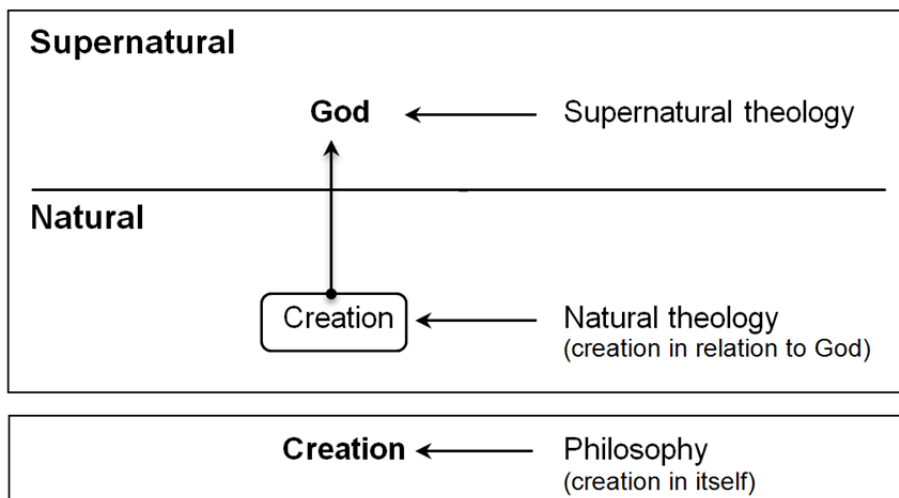 Supernatural
God
Supernatural theology
Natural
Creation
Natural theology
(creation in relation to God)
Creation
Philosophy
(creation in itself)